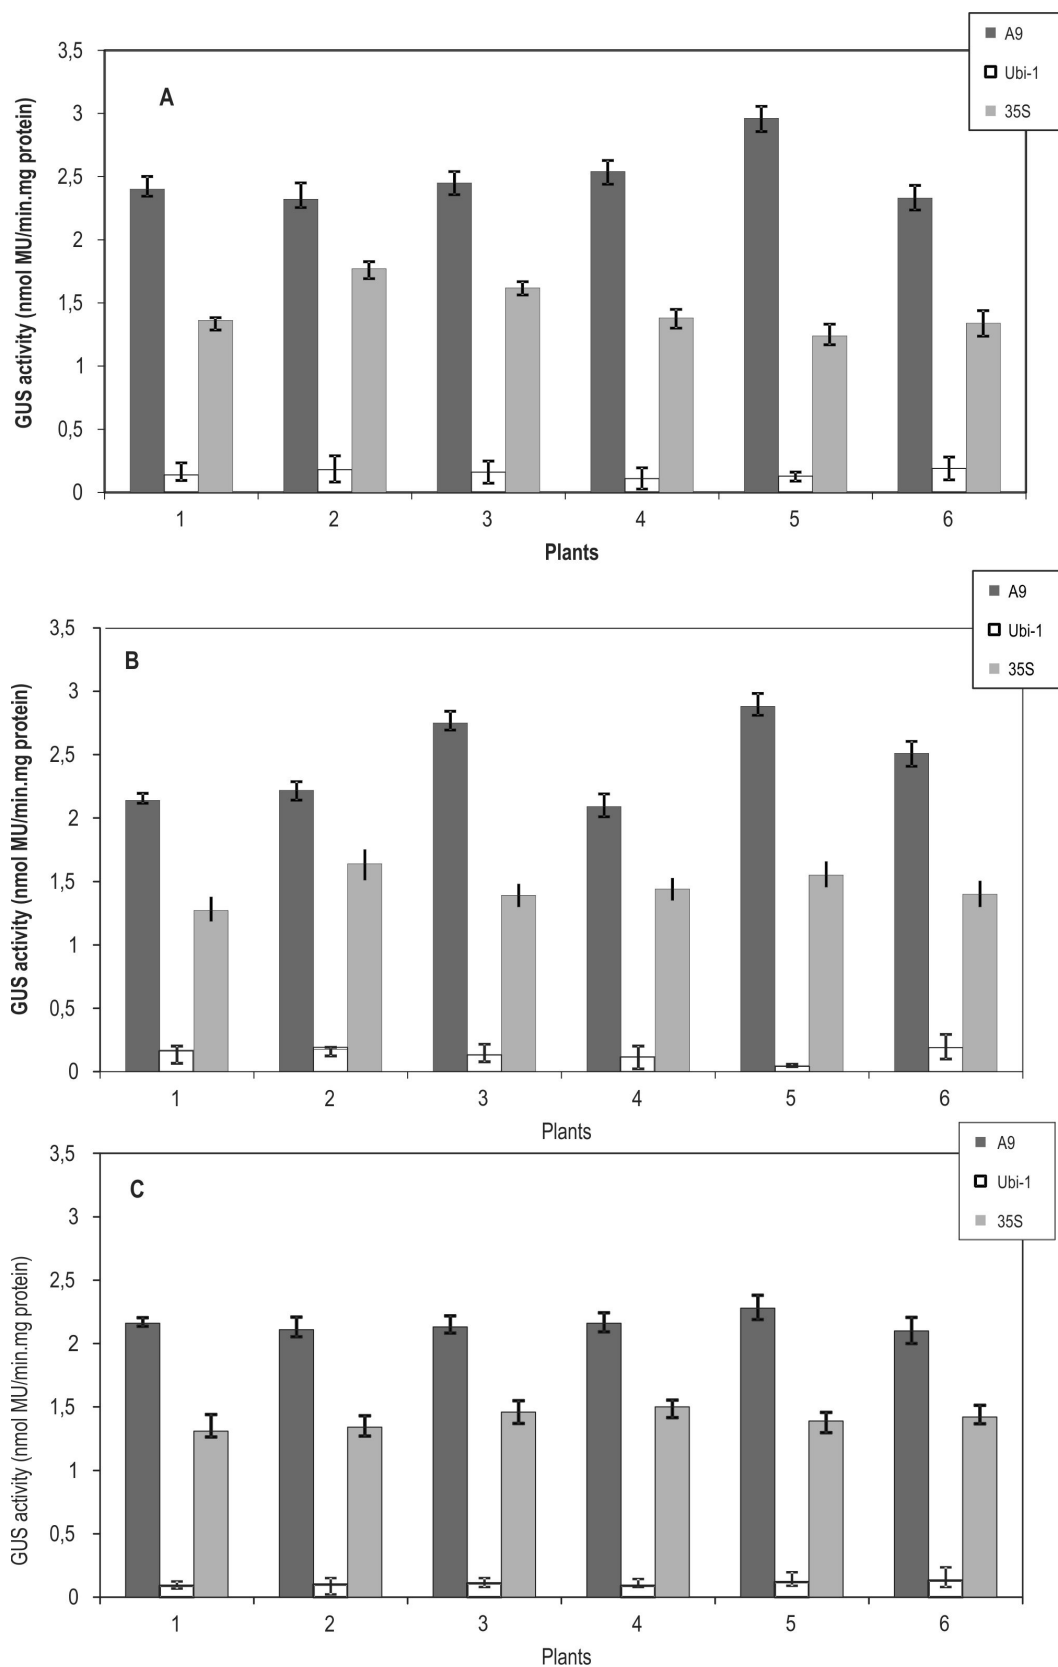 A9
Ubi-1
35S
A
GUS activity (nmol MU/min.mg protein)
3,5
3
2,5
2
1,5
1
0,5
0
1 2 3 4 5 6
Plants
A9
Ubi-1
35S
B
GUS activity (nmol MU/min.mg protein)
3,5
3
2,5
2
1,5
1
0,5
0
1 2 3 4 5 6
Plants
A9
Ubi-1
35S
C
GUS activity (nmol MU/min.mg protein)
3,5
3
2,5
2
1,5
1
0,5
0
1 2 3 4 5 6
Plants